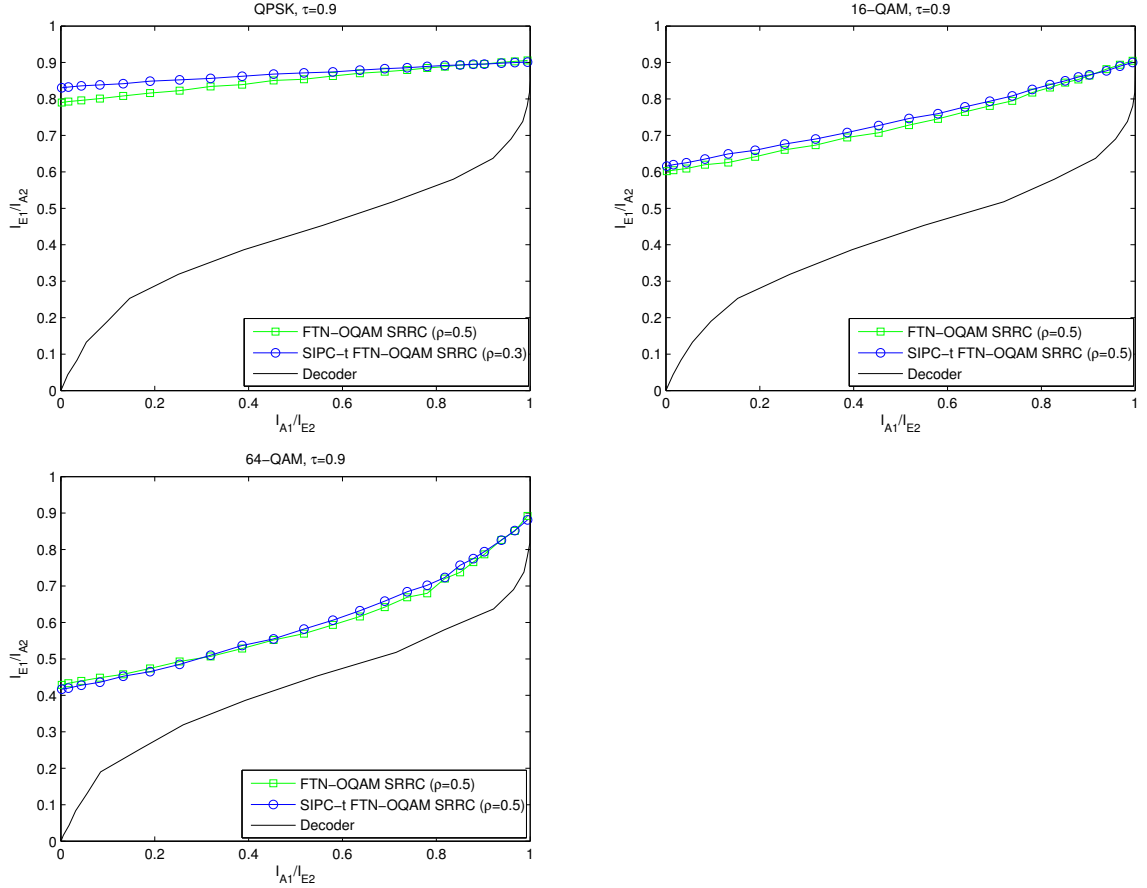 QPSK, τ=0.9
1
0.9
0.8
0.7
0.6
0.5
0.4
0.3
0.2
0.1
0
I_E1/I_A2
FTN−OQAM SRRC (ρ=0.5)
SIPC−t FTN−OQAM SRRC (ρ=0.3)
Decoder
0 0.2 0.4 0.6 0.8 1
I_A1/I_E2
16−QAM, τ=0.9
1
0.9
0.8
0.7
0.6
0.5
0.4
0.3
0.2
0.1
0
I_E1/I_A2
FTN−OQAM SRRC (ρ=0.5)
SIPC−t FTN−OQAM SRRC (ρ=0.5)
Decoder
0 0.2 0.4 0.6 0.8 1
I_A1/I_E2
64−QAM, τ=0.9
1
0.9
0.8
0.7
0.6
0.5
0.4
0.3
0.2
0.1
0
I_E1/I_A2
FTN−OQAM SRRC (ρ=0.5)
SIPC−t FTN−OQAM SRRC (ρ=0.5)
Decoder
0 0.2 0.4 0.6 0.8 1
I_A1/I_E2